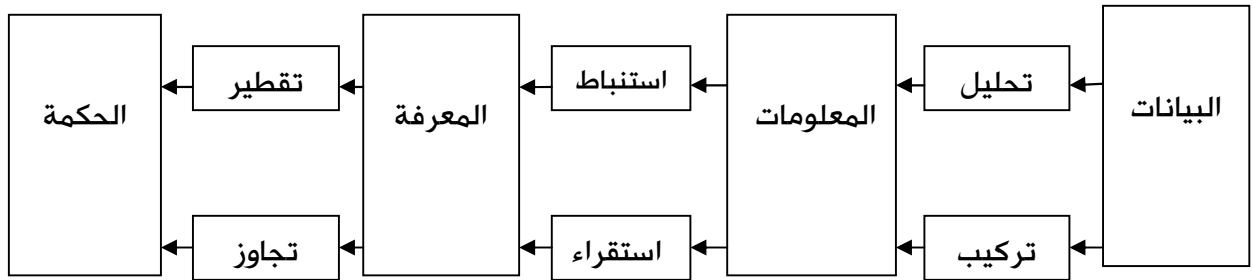 البيانات
تحليل
تركيب
المعلومات
استنباط
استقراء
المعرفة
تقطير
تجاوز
الحكمة